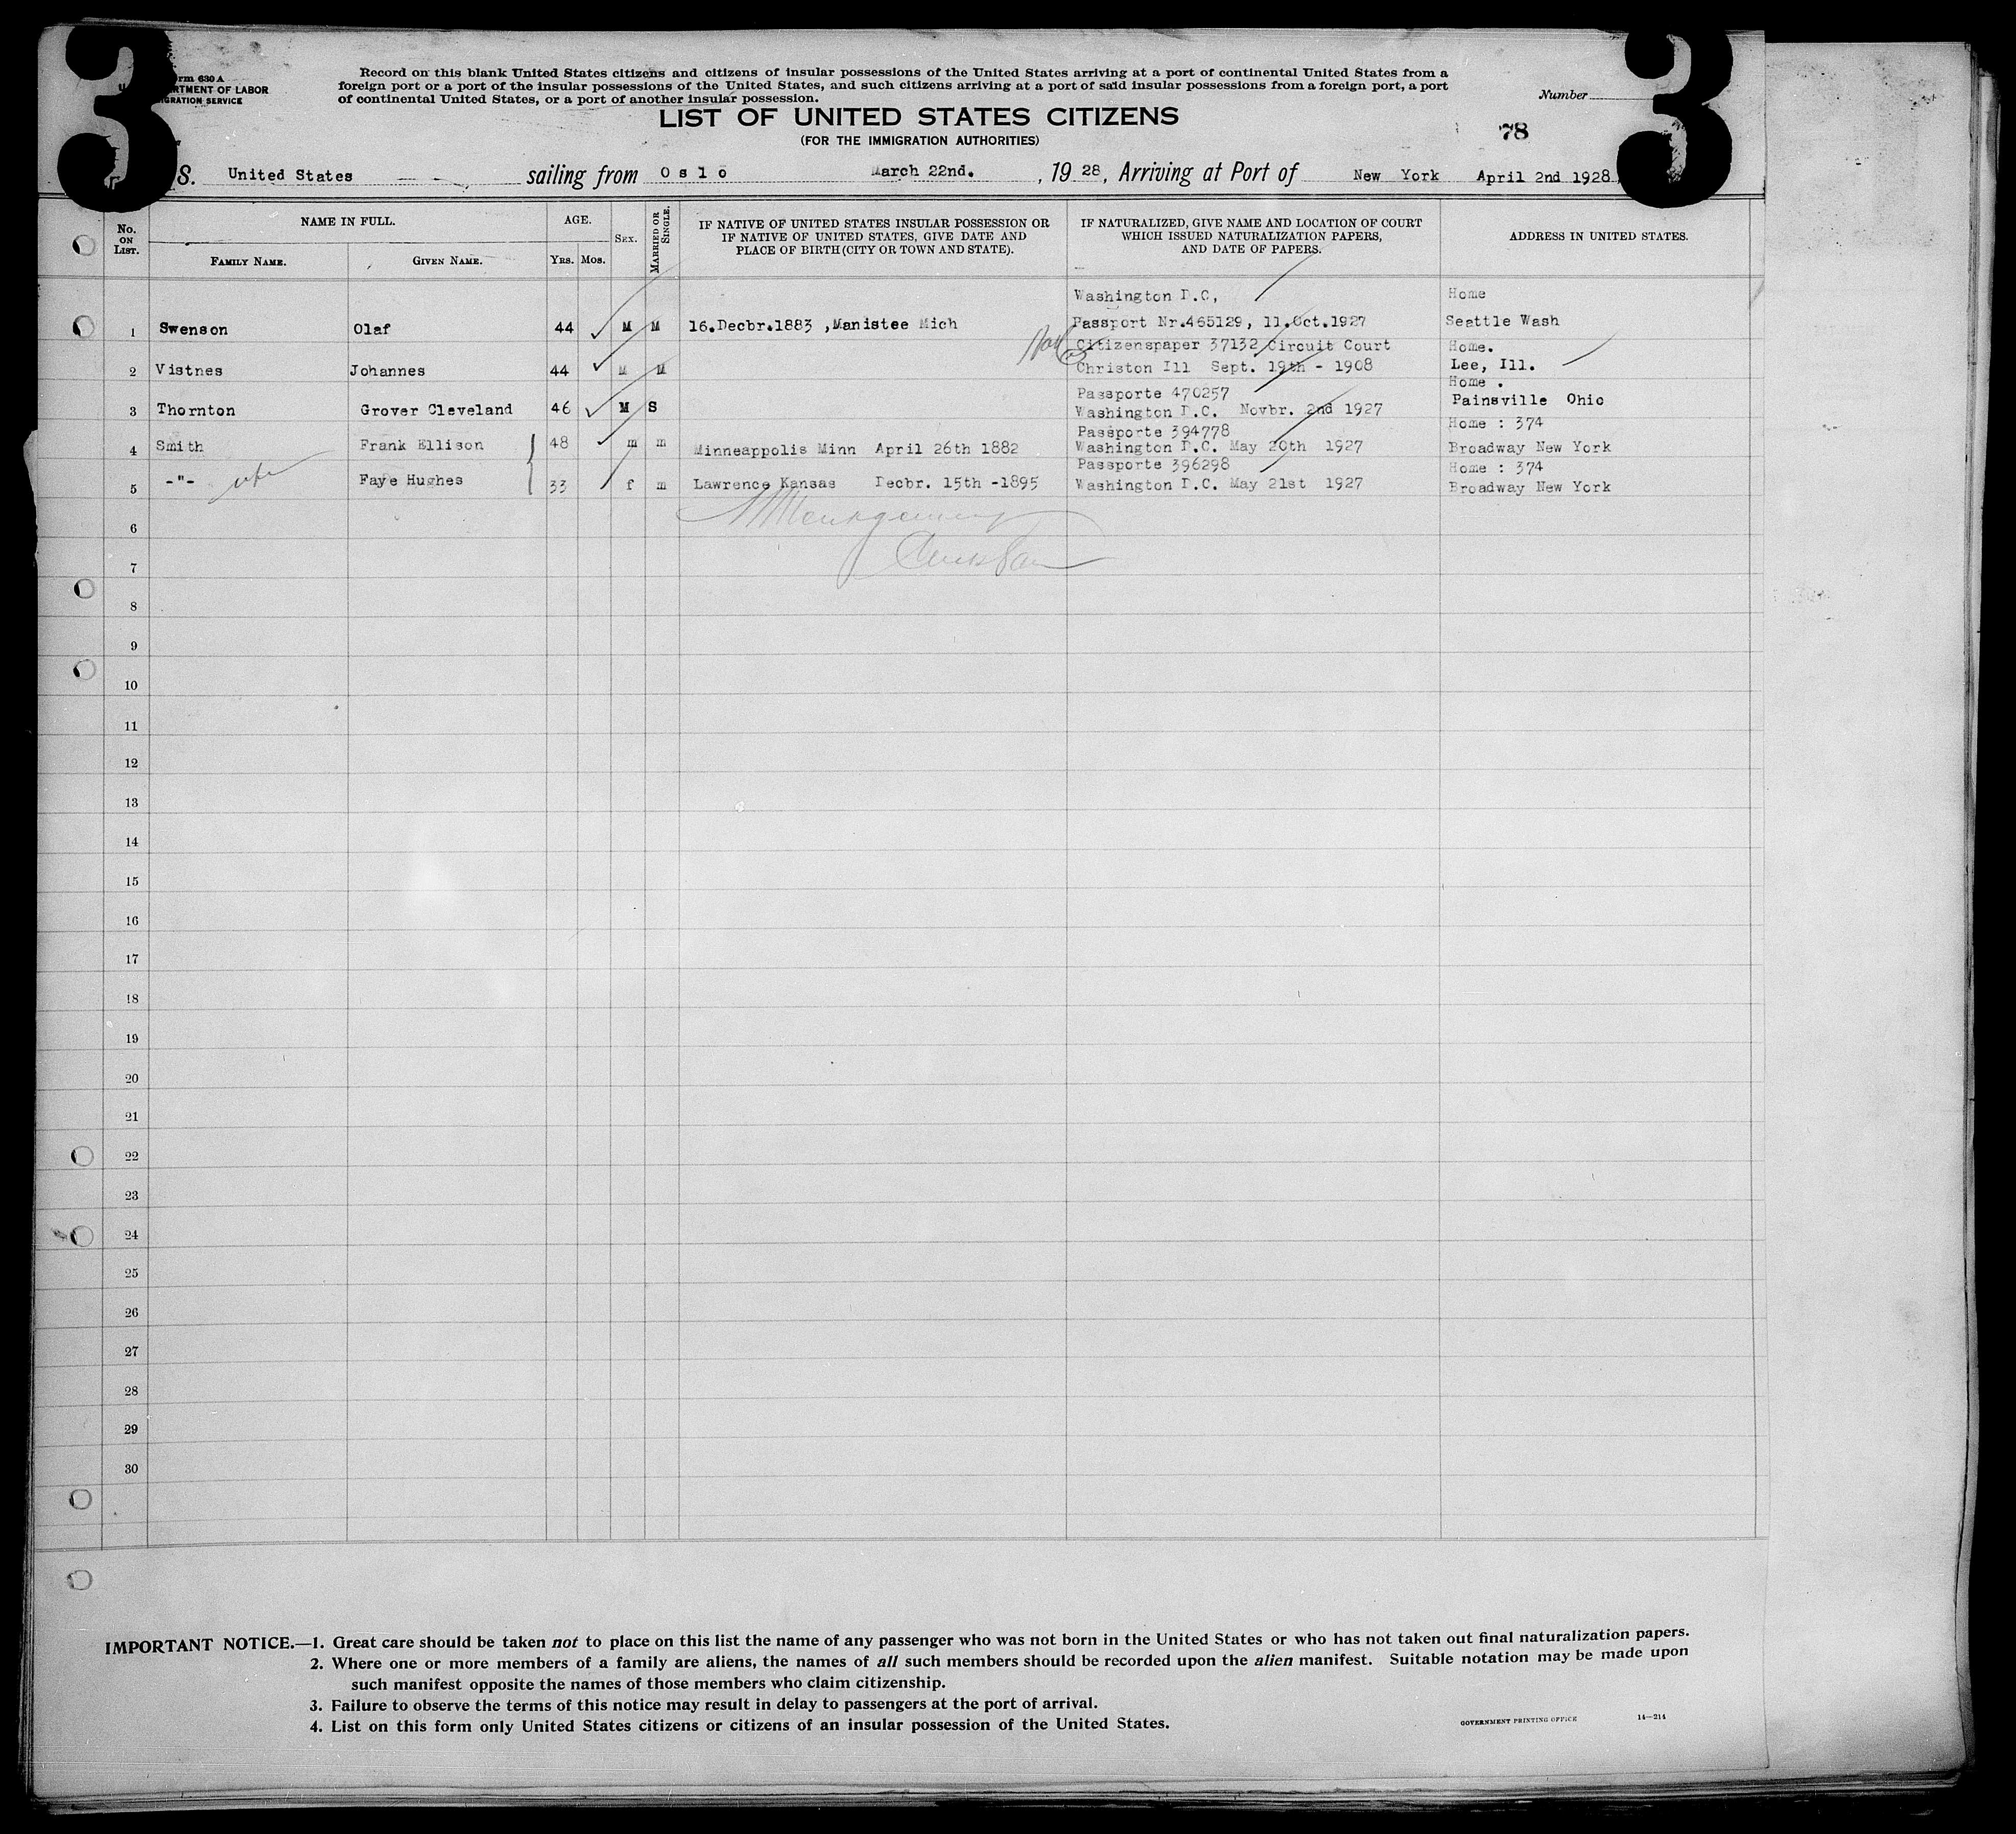 3
3
orm 630 A
RTMENT OF LABOR
IGRATION SERVICE
Record on this blank United States citizens and citizens of insular possessions of the United States arriving at a port of continental United States from a
foreign port or a port of the insular possessions of the United States, and such citizens arriving at a port of said insular possessions from a foreign port, a port
of continental United States, or a port of another insular possession.
Number
LIST OF UNITED STATES CITIZENS
(FOR THE IMMIGRATION AUTHORITIES)
78
S. United States sailing from Oslo March 22nd. , 19 28, Arriving at Port of New York April 2nd 1928
No. ON LIST.
NAME IN FULL.
FAMILY NAME. GIVEN NAME.
AGE.
YRS. MOS.
SEX.
MARRIED OR SINGLE.
IF NATIVE OF UNITED STATES INSULAR POSSESSION OR
IF NATIVE OF UNITED STATES, GIVE DATE AND
PLACE OF BIRTH (CITY OR TOWN AND STATE).
IF NATURALIZED, GIVE NAME AND LOCATION OF COURT
WHICH ISSUED NATURALIZATION PAPERS,
AND DATE OF PAPERS.
ADDRESS IN UNITED STATES.
Washington D.C, Home
1 Swenson Olaf 44 M M 16.Decbr.1883 ,Manistee Mich Passport Nr.465129, 11.Oct.1927 Seattle Wash
Citizenspaper 37132 Circuit Court Home.
2 Vistnes Johannes 44 M M Christon Ill Sept. 19th - 1908 Lee, Ill.
Passporte 470257 Home .
3 Thornton Grover Cleveland 46 M S Washington D.C. Novbr. 2nd 1927 Painsville Ohio
Passporte 394778 Home : 374
4 Smith Frank Ellison 48 m m Minneappolis Minn April 26th 1882 Washington D.C. May 20th 1927 Broadway New York
Passporte 396298 Home : 374
5 -"- wife Faye Hughes 33 f m Lawrence Kansas Decbr. 15th -1895 Washington D.C. May 21st 1927 Broadway New York
6
7
8
9
10
11
12
13
14
15
16
17
18
19
20
21
22
23
24
25
26
27
28
29
30
IMPORTANT NOTICE.—1. Great care should be taken not to place on this list the name of any passenger who was not born in the United States or who has not taken out final naturalization papers.
2. Where one or more members of a family are aliens, the names of all such members should be recorded upon the alien manifest. Suitable notation may be made upon
such manifest opposite the names of those members who claim citizenship.
3. Failure to observe the terms of this notice may result in delay to passengers at the port of arrival.
4. List on this form only United States citizens or citizens of an insular possession of the United States.
GOVERNMENT PRINTING OFFICE 14—214